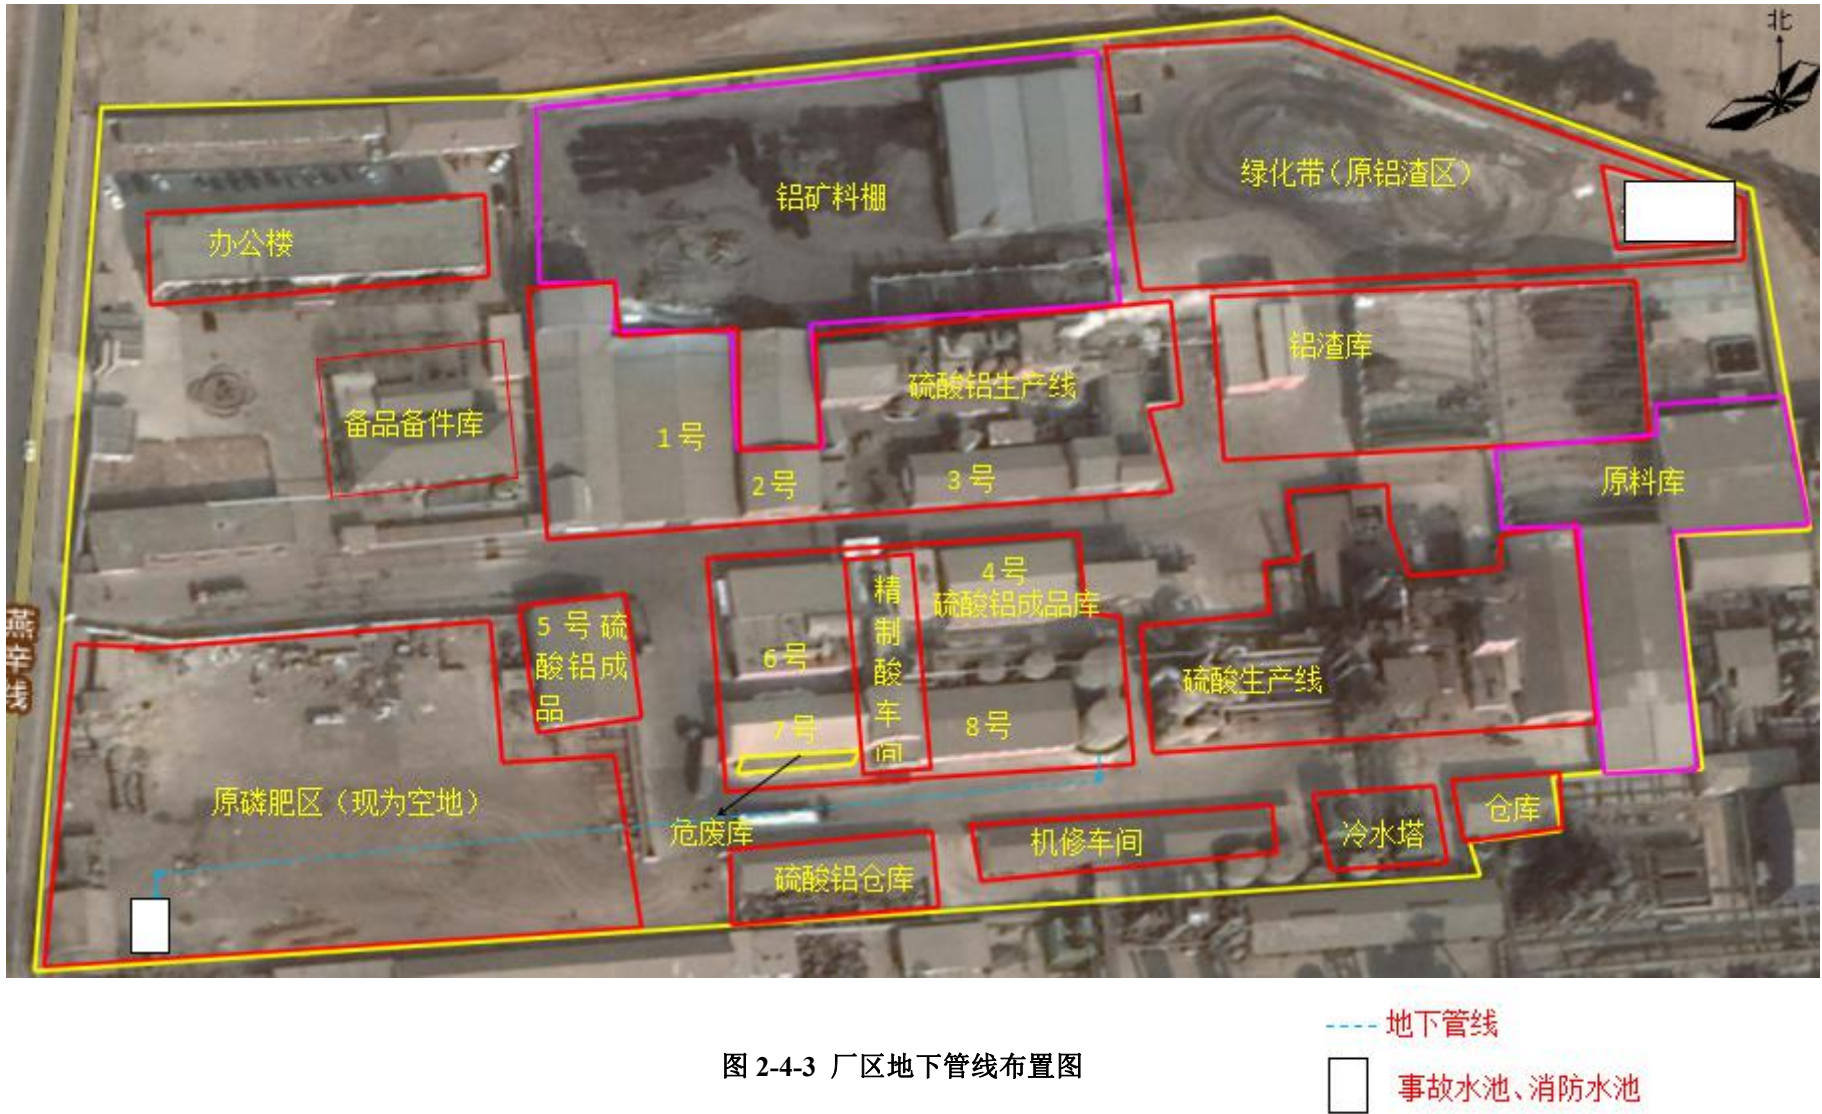 北
绿化带（原铝渣区）
铝矿料棚
办公楼
铝渣库
硫酸铝生产线
备品备件库
1号
2号
3号
原料库
4号
硫酸铝成品库
精
制
酸
车
间
5号硫
酸铝成
品
6号
7号
8号
硫酸生产线
原磷肥区（现为空地）
危废库
硫酸铝仓库
机修车间
冷水塔
仓库
地下管线
图 2-4-3 厂区地下管线布置图
事故水池、消防水池